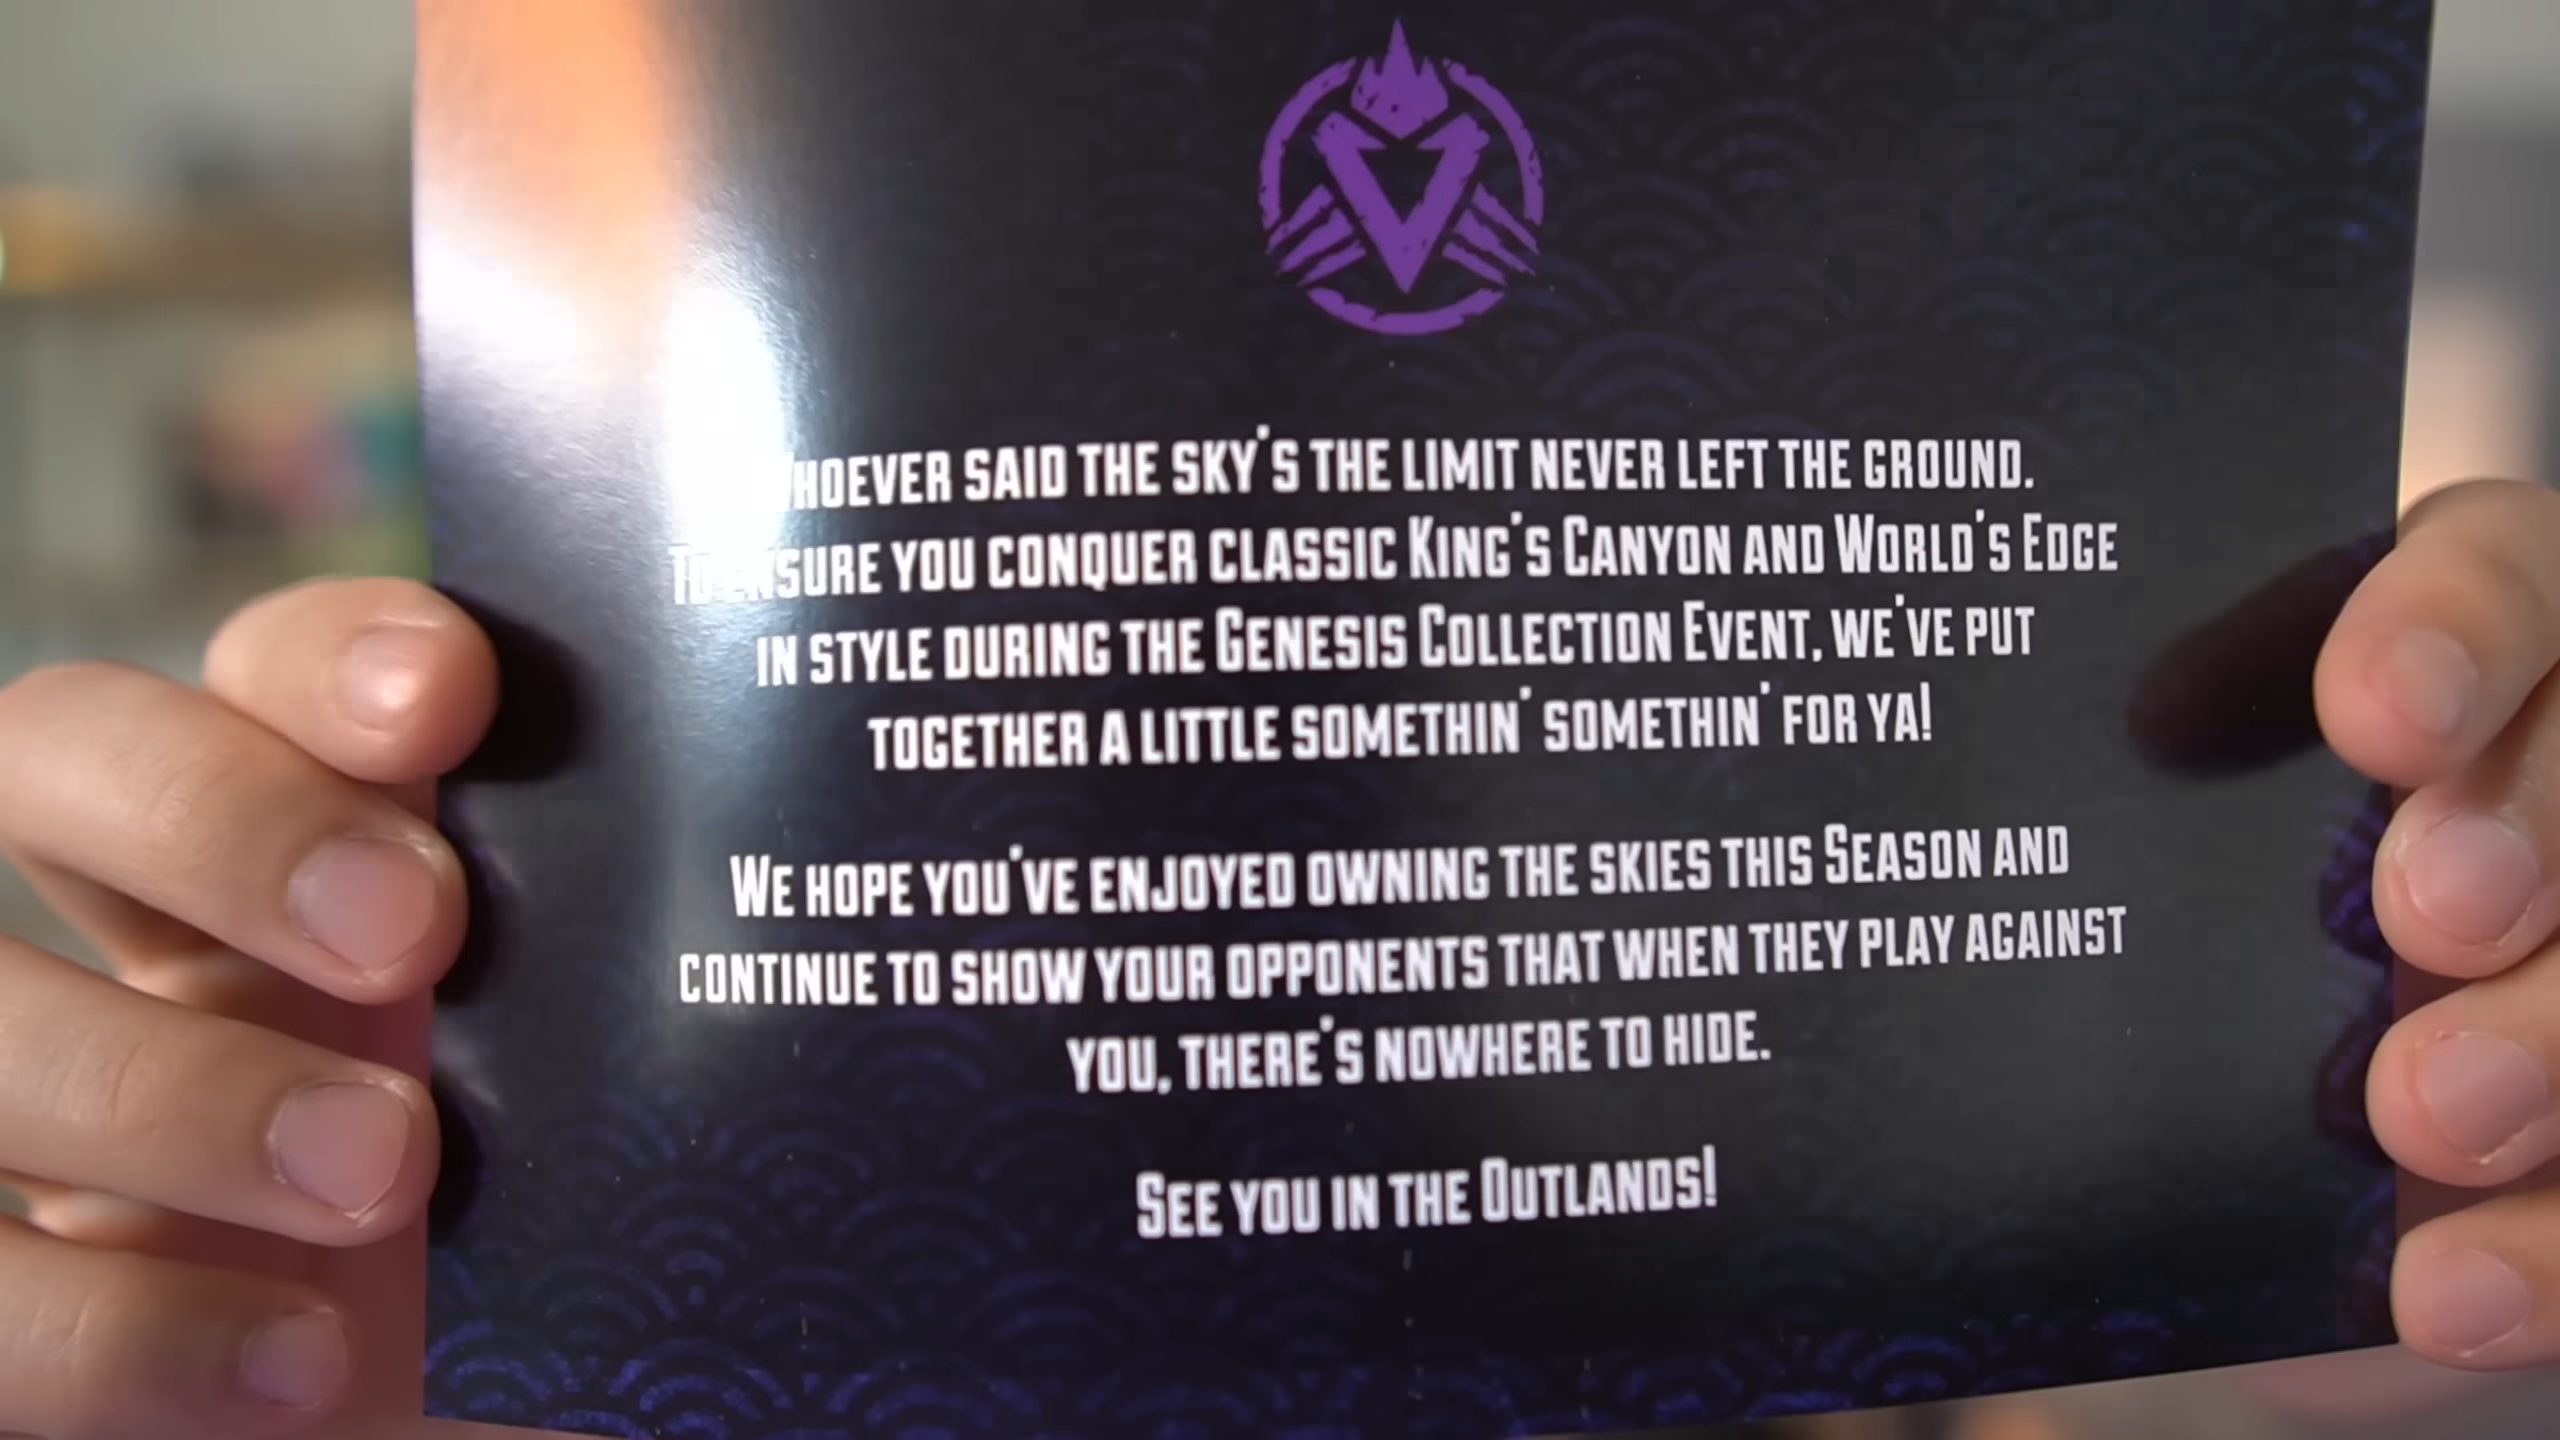 WHOEVER SAID THE SKY'S THE LIMIT NEVER LEFT THE GROUND.
TO ENSURE YOU CONQUER CLASSIC KING'S CANYON AND WORLD'S EDGE
IN STYLE DURING THE GENESIS COLLECTION EVENT, WE'VE PUT
TOGETHER A LITTLE SOMETHIN' SOMETHIN' FOR YA!
WE HOPE YOU'VE ENJOYED OWNING THE SKIES THIS SEASON AND
CONTINUE TO SHOW YOUR OPPONENTS THAT WHEN THEY PLAY AGAINST
YOU, THERE'S NOWHERE TO HIDE.
SEE YOU IN THE OUTLANDS!